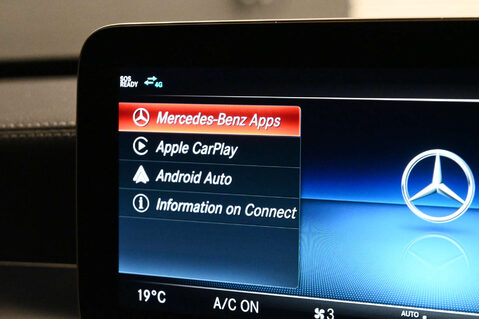 SOS
READY
4G
Mercedes-Benz Apps
Apple CarPlay
Android Auto
Information on Connect
19°C
A/C ON
3
AUTO